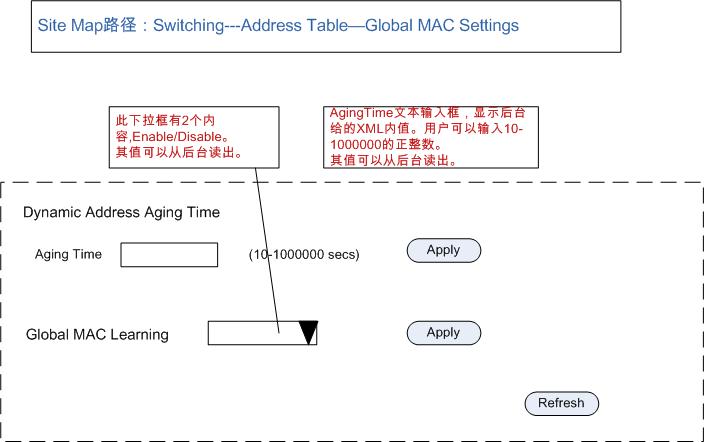 Site Map路径：Switching---Address Table—Global MAC Settings
此下拉框有2个内
容,Enable/Disable。
其值可以从后台读出。
AgingTime文本输入框，显示后台
给的XML内值。用户可以输入10-
1000000的正整数。
其值可以从后台读出。
Dynamic Address Aging Time
Aging Time (10-1000000 secs) Apply
Global MAC Learning Apply
Refresh